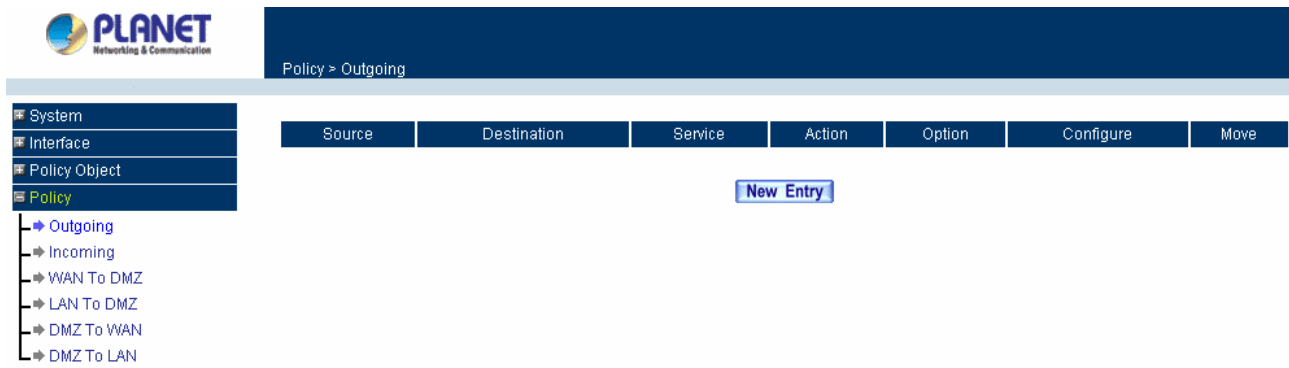 PLANET
Networking & Communication
Policy > Outgoing
System
Interface
Policy Object
Policy
Outgoing
Incoming
WAN To DMZ
LAN To DMZ
DMZ To WAN
DMZ To LAN
Source Destination Service Action Option Configure Move
New Entry